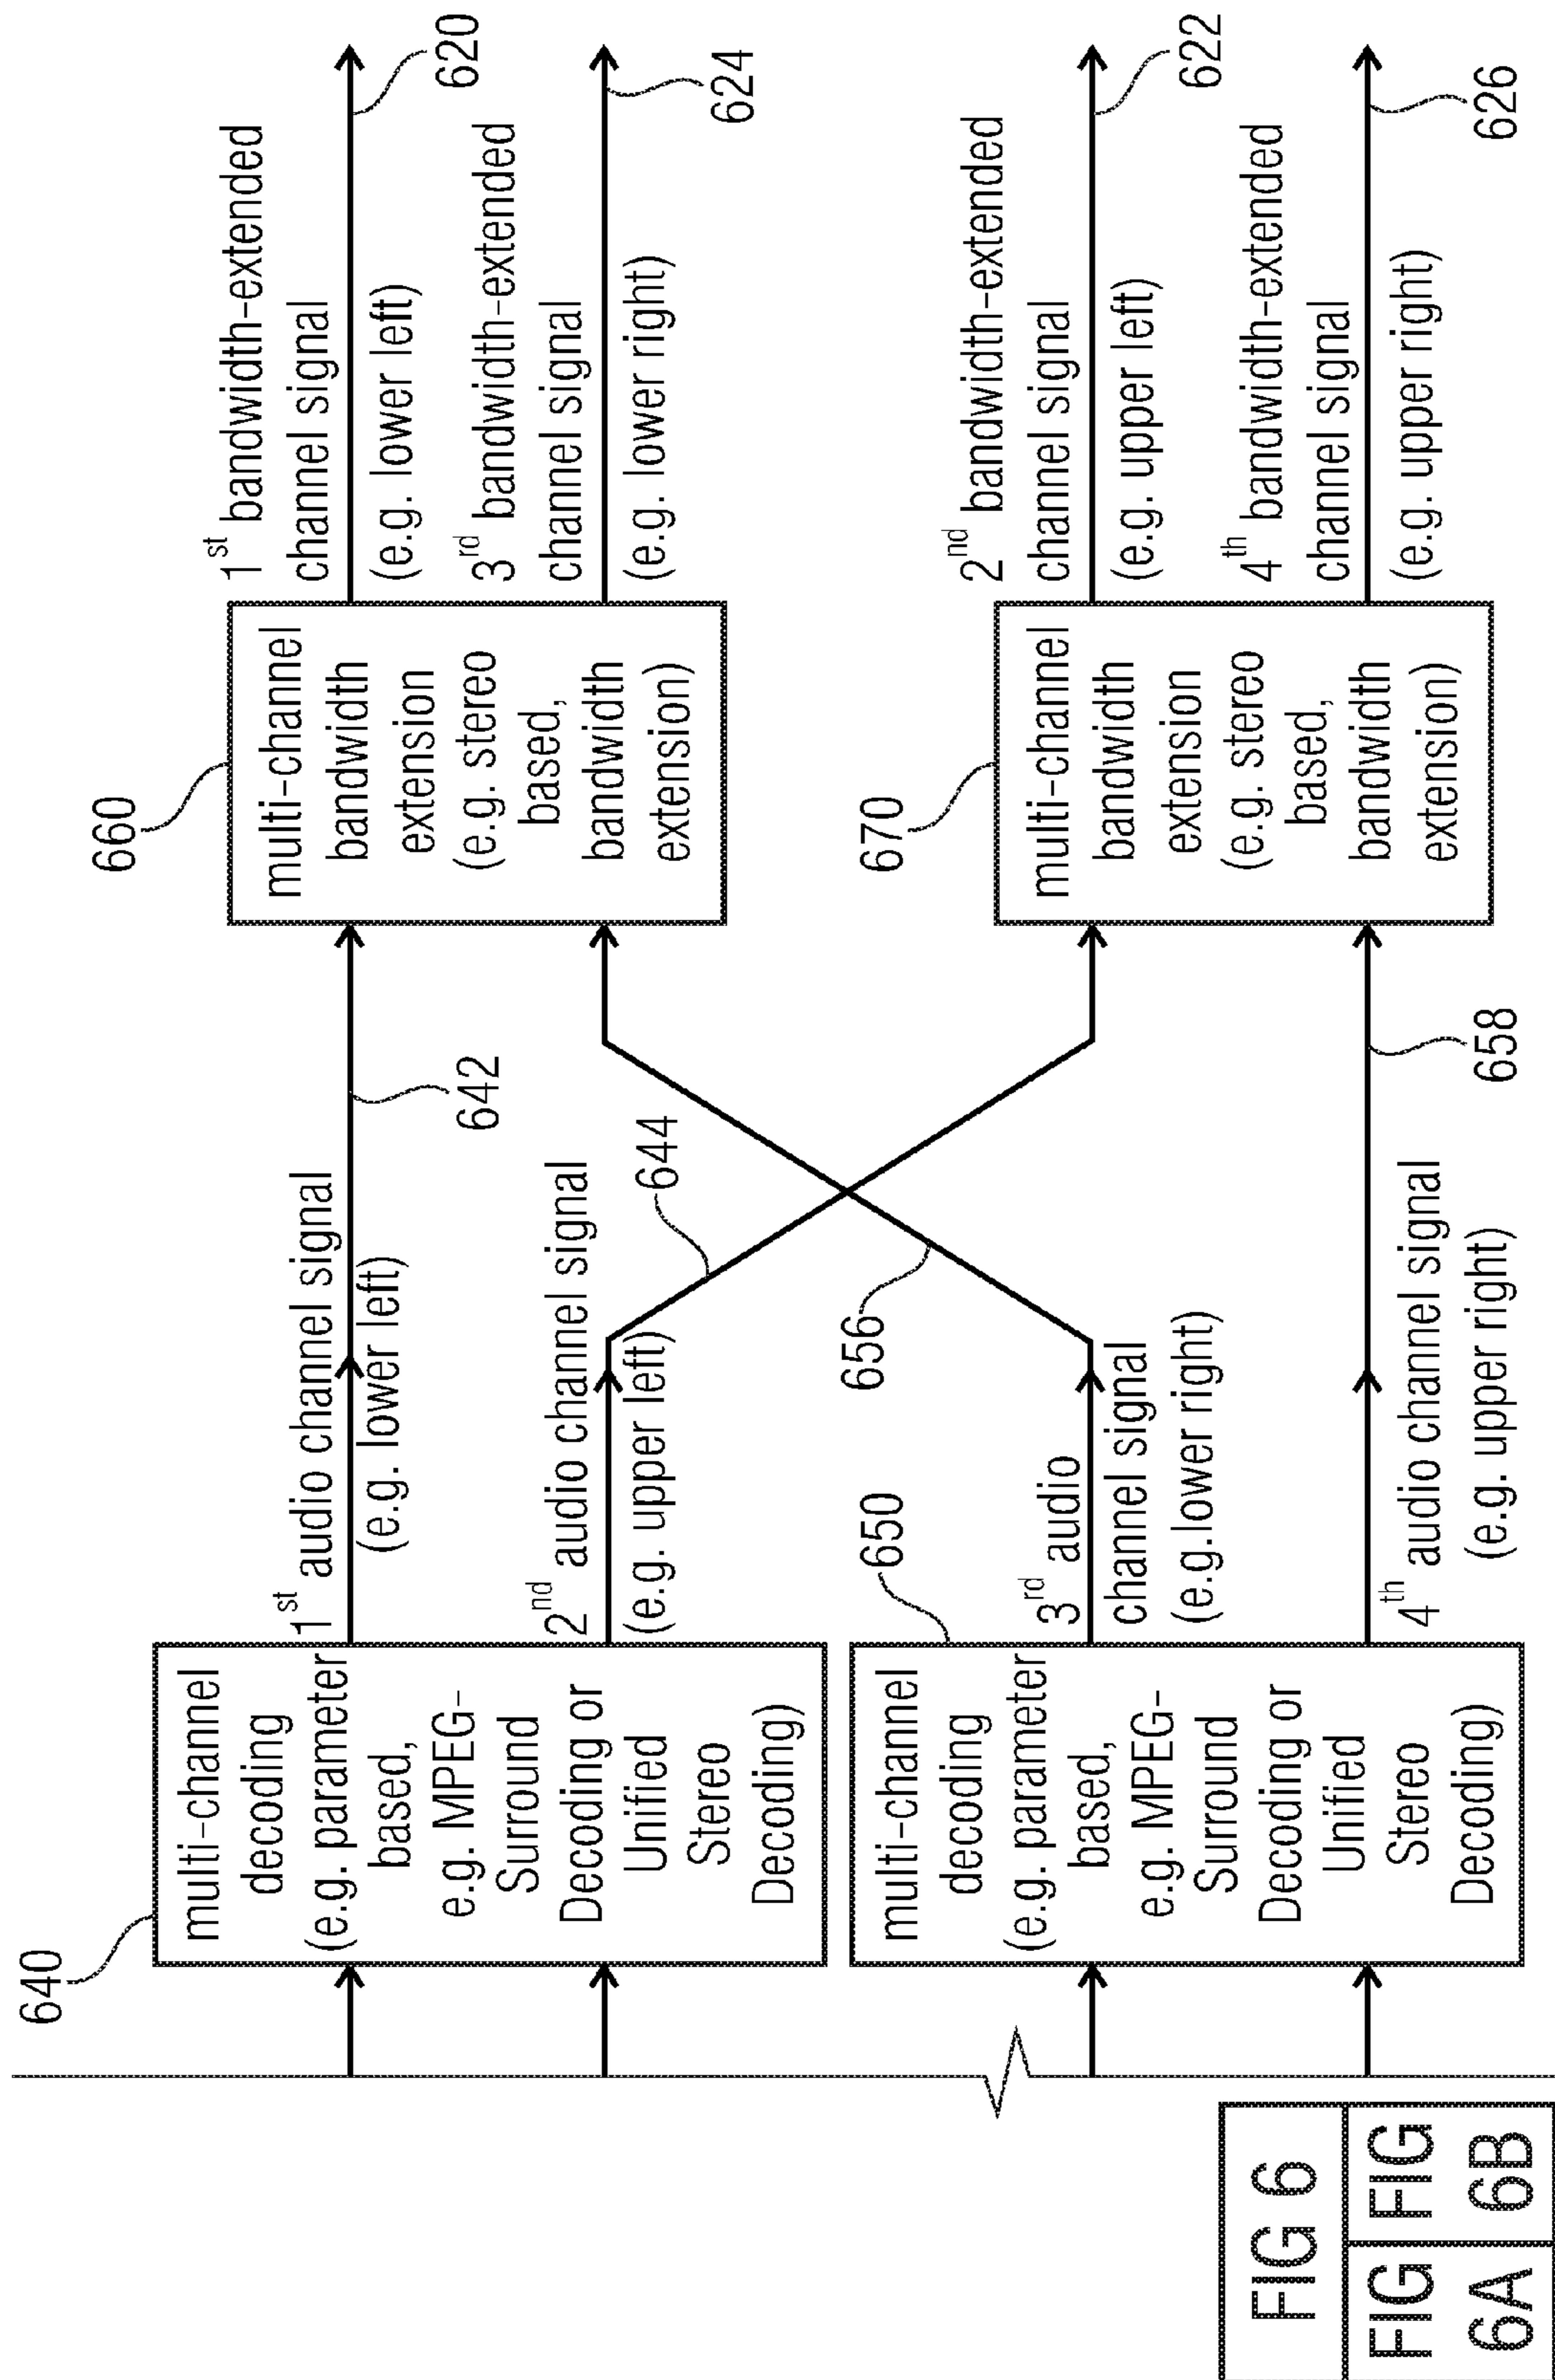 640
multi-channel
decoding
(e.g. parameter
based,
e.g. MPEG-
Surround
Decoding or
Unified
Stereo
Decoding)
1st audio channel signal
(e.g. lower left)
642
2nd audio channel signal
(e.g. upper left)
644
660
multi-channel
bandwidth
extension
(e.g. stereo
based,
bandwidth
extension)
1st bandwidth-extended
channel signal
(e.g. lower left)
620
3rd bandwidth-extended
channel signal
(e.g. lower right)
624
650
multi-channel
decoding
(e.g. parameter
based,
e.g. MPEG-
Surround
Decoding or
Unified
Stereo
Decoding)
656
3rd audio
channel signal
(e.g.lower right)
4th audio channel signal
(e.g. upper right)
658
670
multi-channel
bandwidth
extension
(e.g. stereo
based,
bandwidth
extension)
2nd bandwidth-extended
channel signal
(e.g. upper left)
622
4th bandwidth-extended
channel signal
(e.g. upper right)
626
FIG 6
FIG 6A
FIG 6B